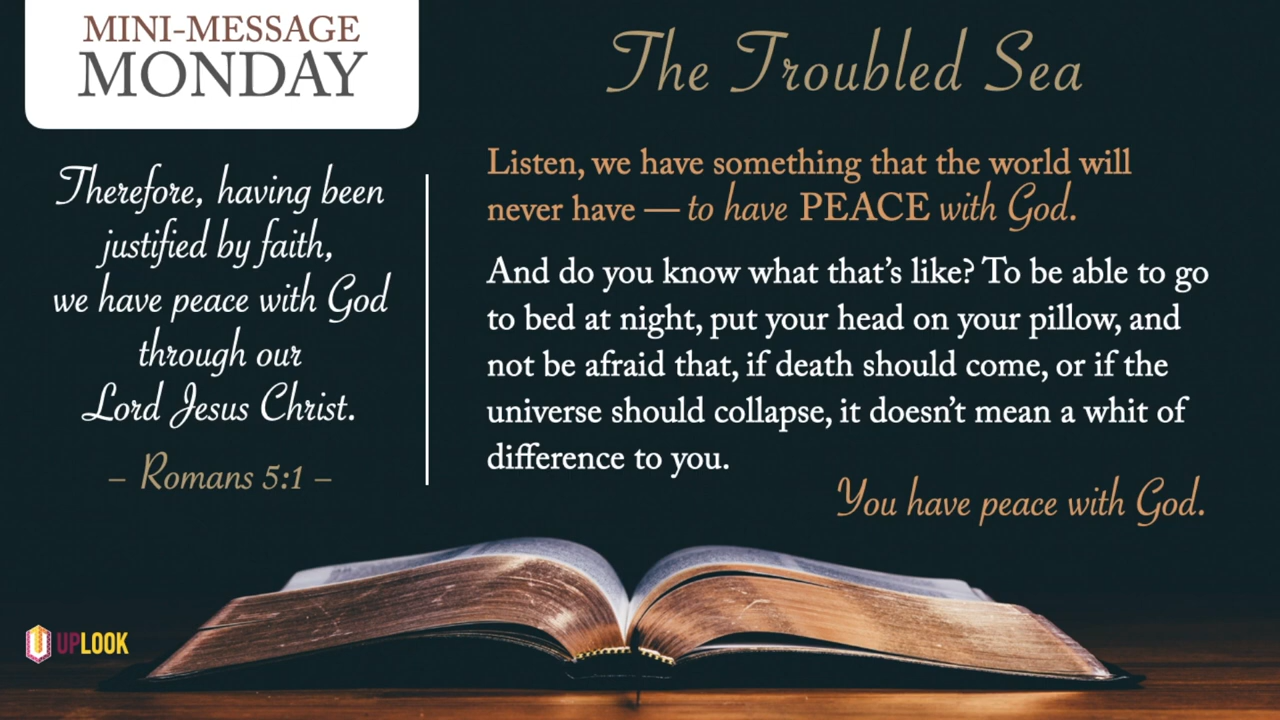 MINI-MESSAGE
MONDAY
Therefore, having been
justified by faith,
we have peace with God
through our
Lord Jesus Christ.
– Romans 5:1 –
The Troubled Sea
Listen, we have something that the world will
never have — to have PEACE with God.
And do you know what that’s like? To be able to go
to bed at night, put your head on your pillow, and
not be afraid that, if death should come, or if the
universe should collapse, it doesn’t mean a whit of
difference to you.
You have peace with God.
UPLOOK